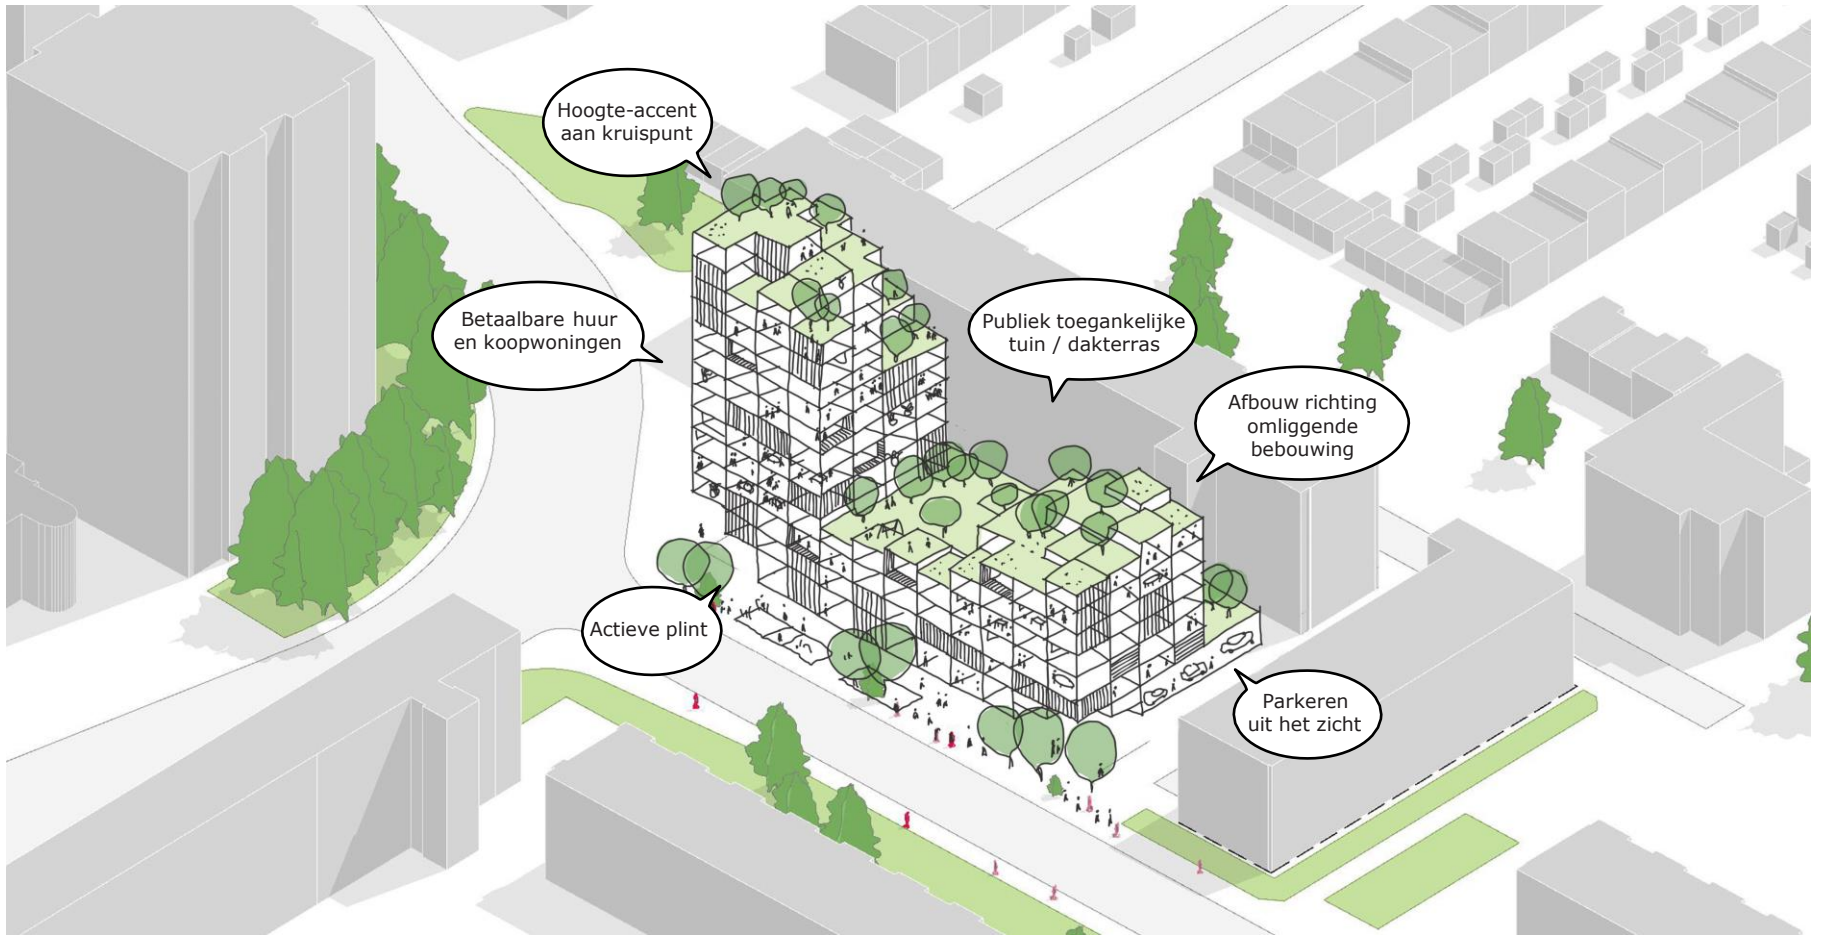 Hoogte-accent
aan kruispunt
Betaalbare huur
en koopwoningen
Publiek toegankelijke
tuin / dakterras
Afbouw richting
omliggende
bebouwing
Actieve plint
Parkeren
uit het zicht